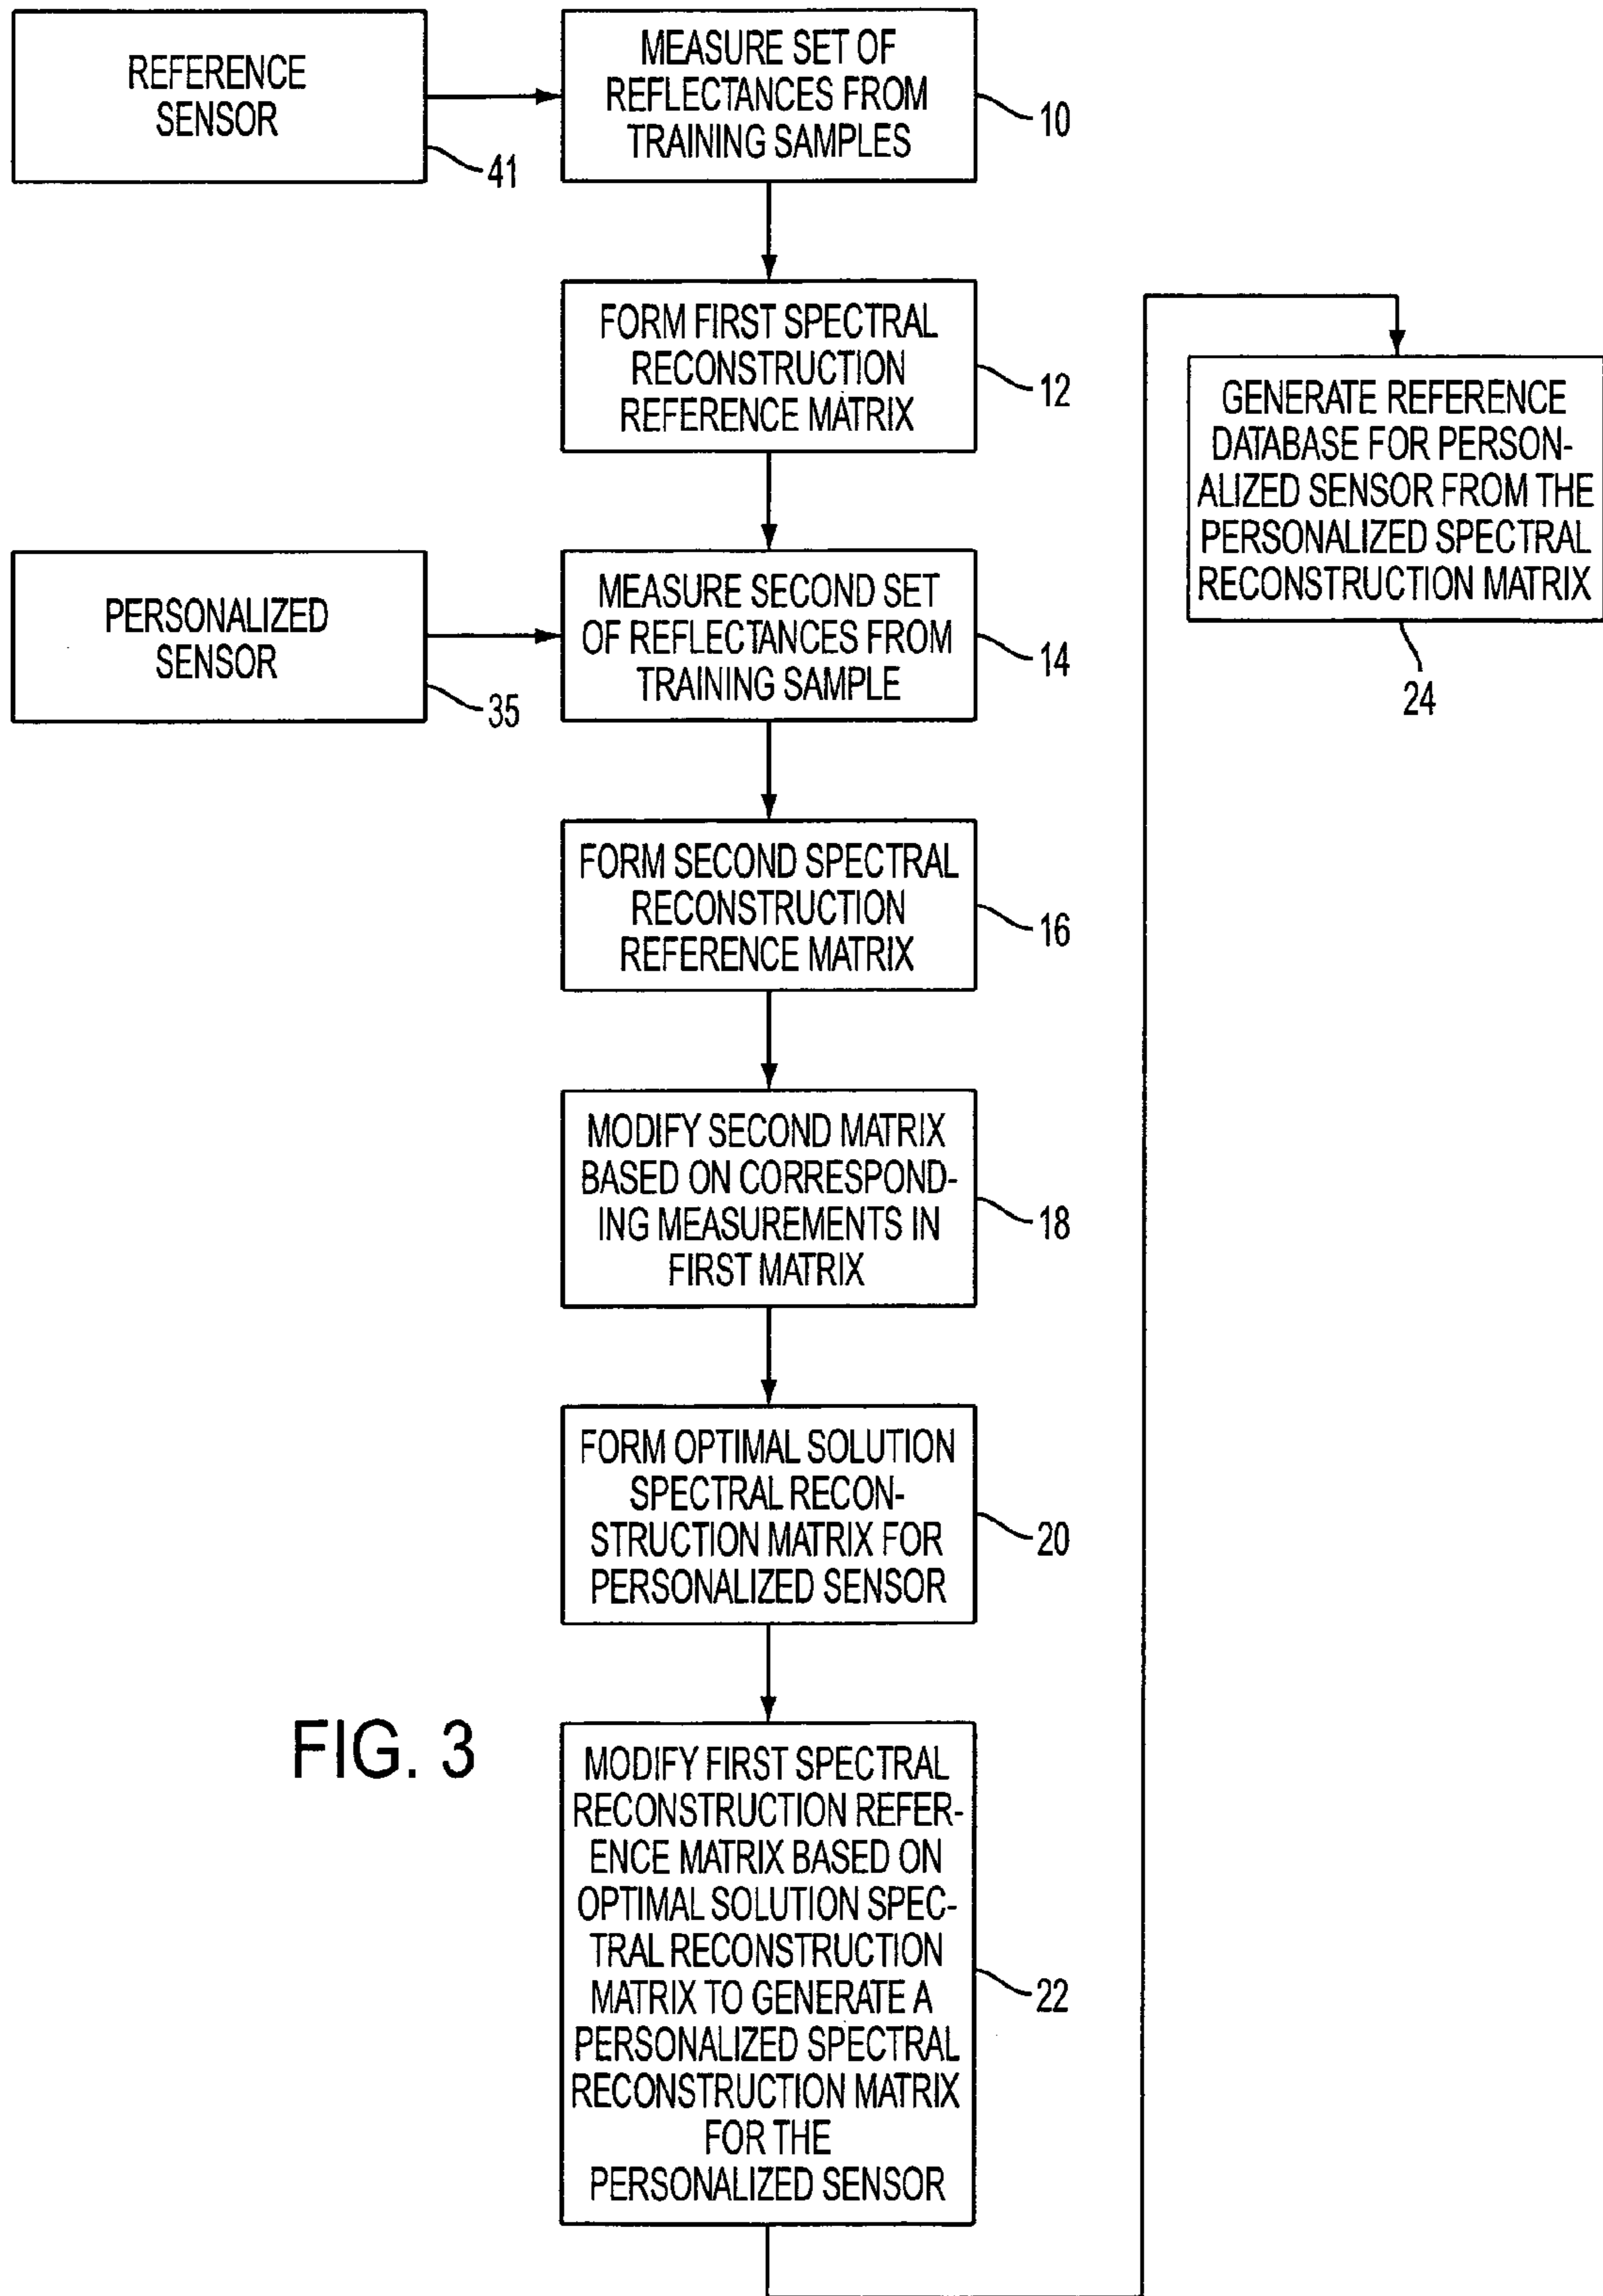 REFERENCE
SENSOR
41
MEASURE SET OF
REFLECTANCES FROM
TRAINING SAMPLES
10
FORM FIRST SPECTRAL
RECONSTRUCTION
REFERENCE MATRIX
12
PERSONALIZED
SENSOR
35
MEASURE SECOND SET
OF REFLECTANCES FROM
TRAINING SAMPLE
14
FORM SECOND SPECTRAL
RECONSTRUCTION
REFERENCE MATRIX
16
MODIFY SECOND MATRIX
BASED ON CORRESPOND-
ING MEASUREMENTS IN
FIRST MATRIX
18
FORM OPTIMAL SOLUTION
SPECTRAL RECON-
STRUCTION MATRIX FOR
PERSONALIZED SENSOR
20
MODIFY FIRST SPECTRAL
RECONSTRUCTION REFER-
ENCE MATRIX BASED ON
OPTIMAL SOLUTION SPEC-
TRAL RECONSTRUCTION
MATRIX TO GENERATE A
PERSONALIZED SPECTRAL
RECONSTRUCTION MATRIX
FOR THE
PERSONALIZED SENSOR
22
GENERATE REFERENCE
DATABASE FOR PERSON-
ALIZED SENSOR FROM THE
PERSONALIZED SPECTRAL
RECONSTRUCTION MATRIX
24
FIG. 3